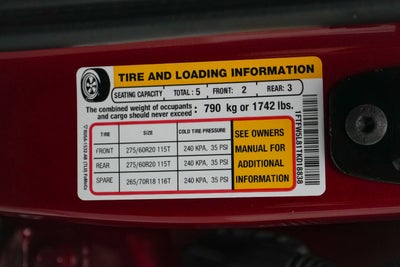 TIRE AND LOADING INFORMATION
SEATING CAPACITY TOTAL : 5 FRONT: 2 REAR: 3
The combined weight of occupants and cargo should never exceed : 790 kg or 1742 lbs.
TIRE SIZE COLD TIRE PRESSURE
FRONT 275/60R20 115T 240 KPA, 35 PSI
REAR 275/60R20 115T 240 KPA, 35 PSI
SPARE 265/70R18 116T 240 KPA, 35 PSI
SEE OWNERS
MANUAL FOR
ADDITIONAL
INFORMATION